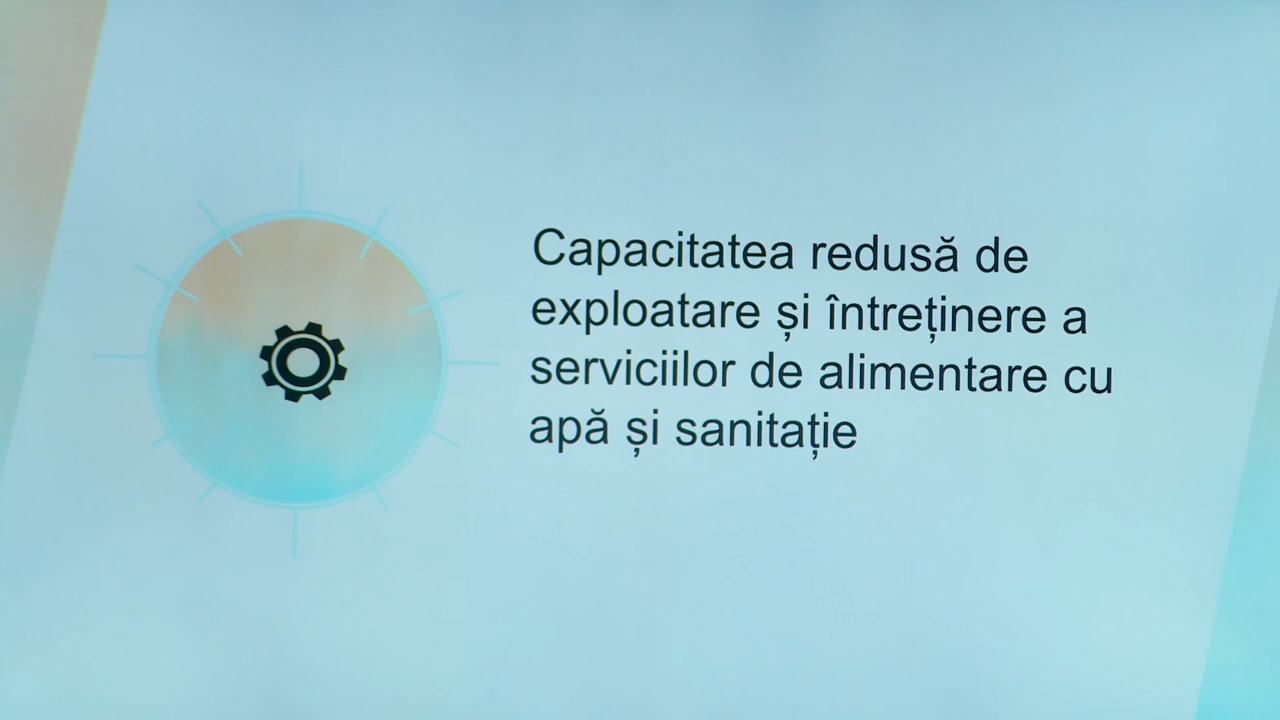 Capacitatea redusă de
exploatare și întreținere a
serviciilor de alimentare cu
apă și sanitație